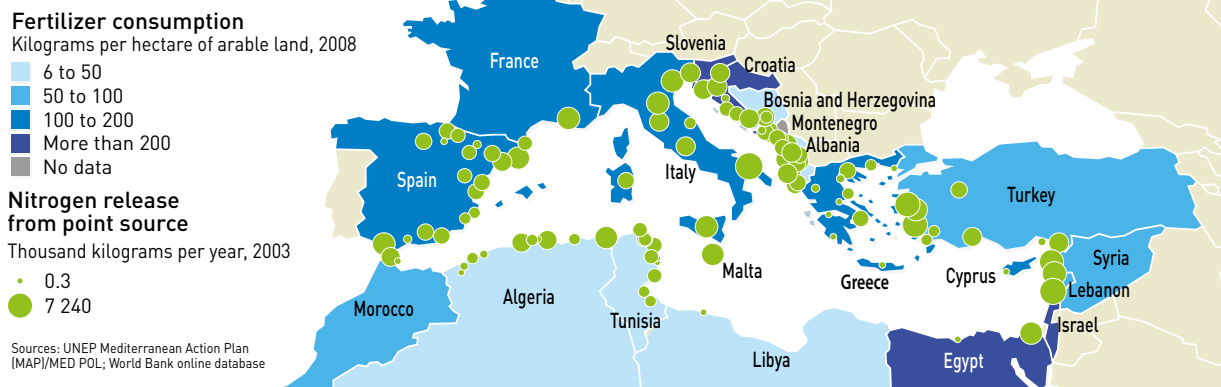 Fertilizer consumption
Kilograms per hectare of arable land, 2008
6 to 50
50 to 100
100 to 200
More than 200
No data
Nitrogen release
from point source
Thousand kilograms per year, 2003
0.3
7 240
Sources: UNEP Mediterranean Action Plan
(MAP)/MED POL; World Bank online database
France
Slovenia
Croatia
Bosnia and Herzegovina
Montenegro
Albania
Italy
Spain
Turkey
Malta
Greece
Cyprus
Syria
Lebanon
Israel
Morocco
Algeria
Tunisia
Libya
Egypt